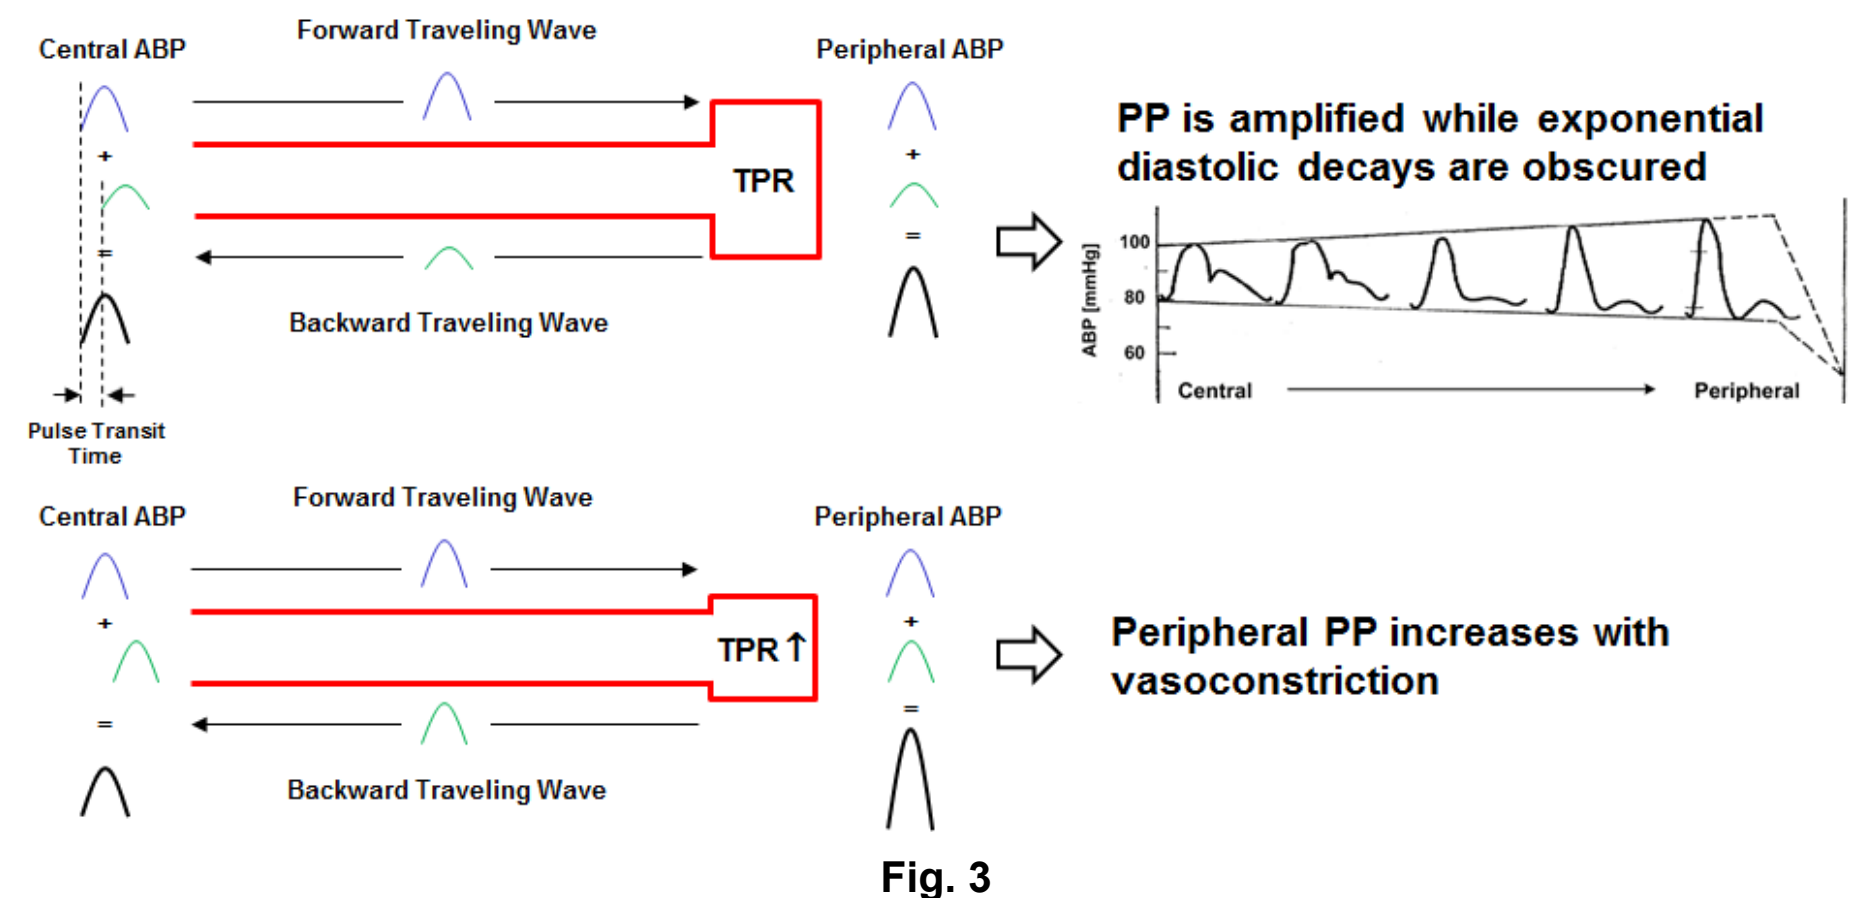 Forward Traveling Wave
Central ABP
Peripheral ABP
+
+
TPR
=
=
Backward Traveling Wave
Pulse Transit
Time
PP is amplified while exponential
diastolic decays are obscured
ABP [mmHg]
100
80
60
Central
Peripheral
Forward Traveling Wave
Central ABP
Peripheral ABP
+
+
TPR↑
=
=
Backward Traveling Wave
Peripheral PP increases with
vasoconstriction
Fig. 3